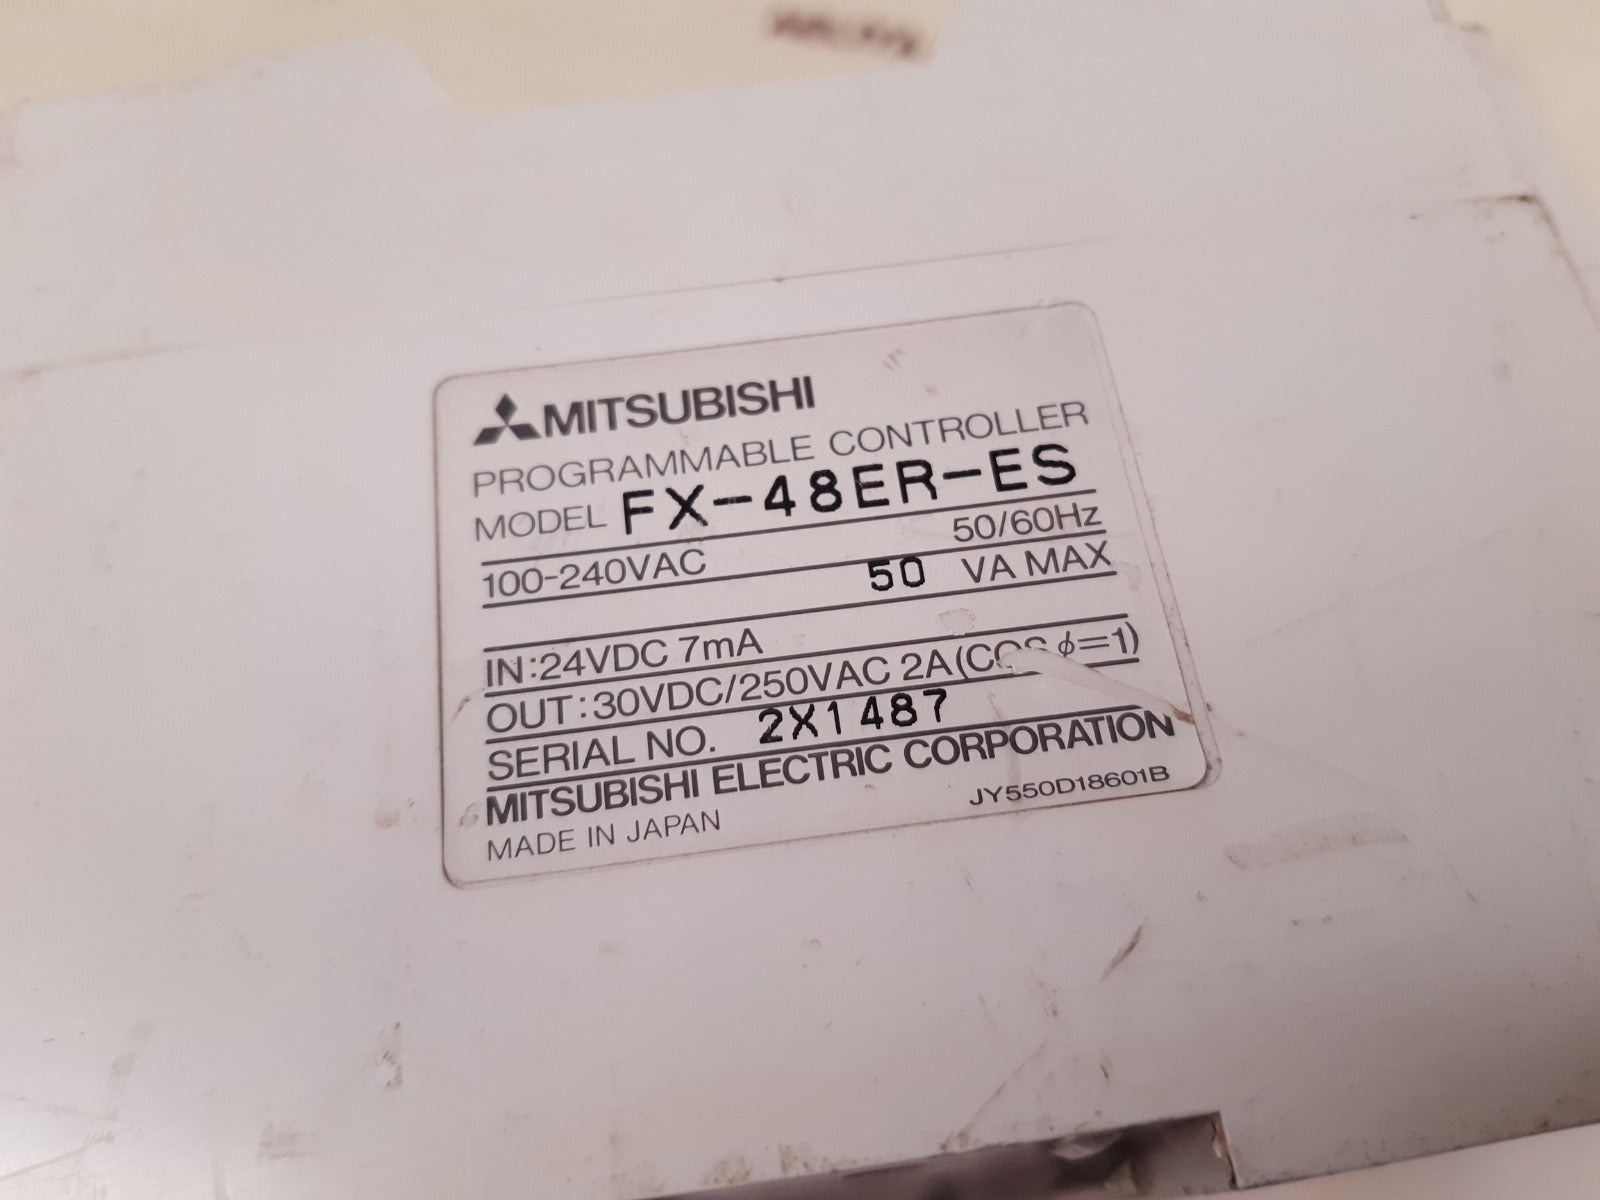 MITSUBISHI
PROGRAMMABLE CONTROLLER
MODEL FX-48ER-ES
100-240VAC 50/60Hz
50 VA MAX
IN:24VDC 7mA
OUT:30VDC/250VAC 2A(COS φ=1)
SERIAL NO. 2X1487
MITSUBISHI ELECTRIC CORPORATION
MADE IN JAPAN JY550D18601B